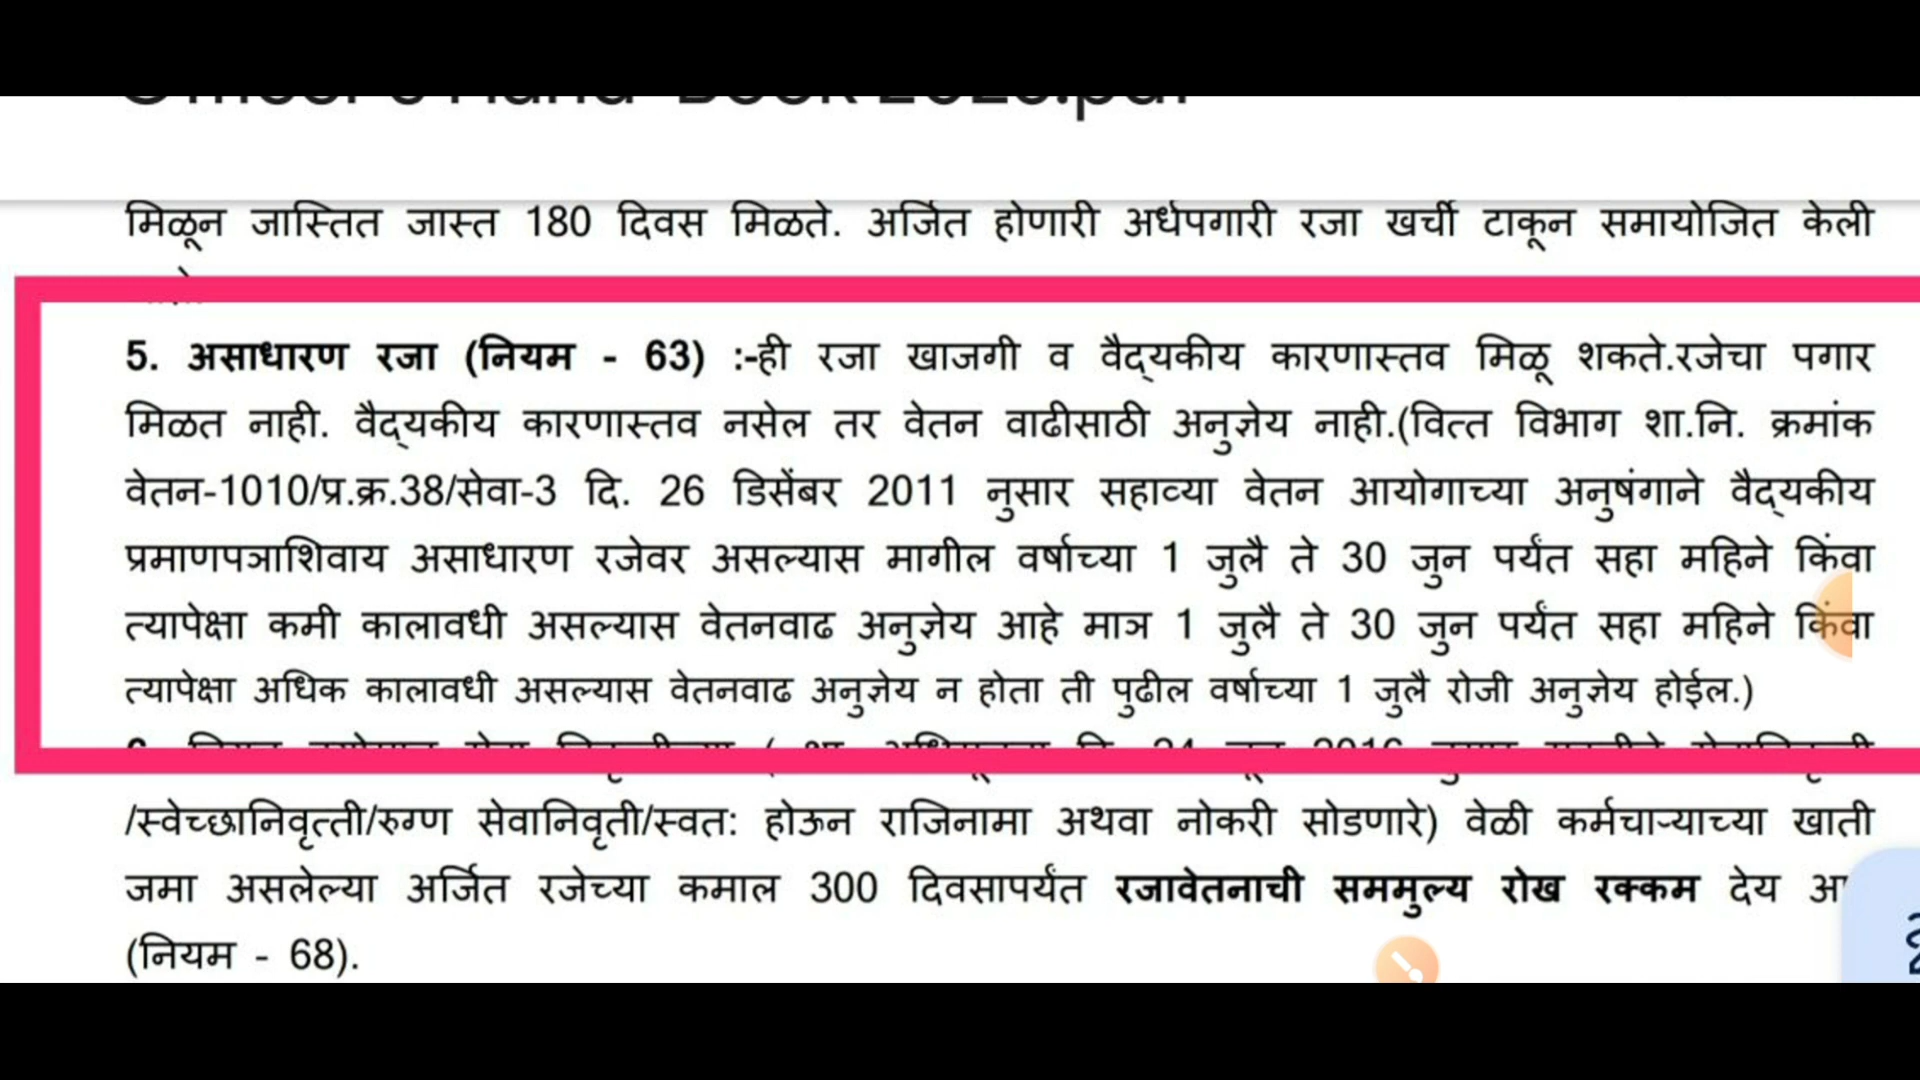 मिळून जास्तित जास्त 180 दिवस मिळते. अर्जित होणारी अर्धपगारी रजा खर्ची टाकून समायोजित केली
5. असाधारण रजा (नियम - 63) :-ही रजा खाजगी व वैद्‌यकीय कारणास्तव मिळू शकते.रजेचा पगार
मिळत नाही. वैद्‌यकीय कारणास्तव नसेल तर वेतन वाढीसाठी अनुज्ञेय नाही.(वित्त विभाग शा.नि. क्रमांक
वेतन-1010/प्र.क्र.38/सेवा-3 दि. 26 डिसेंबर 2011 नुसार सहाव्या वेतन आयोगाच्या अनुषंगाने वैद्‌यकीय
प्रमाणपत्राशिवाय असाधारण रजेवर असल्यास मागील वर्षाच्या 1 जुलै ते 30 जुन पर्यंत सहा महिने किंवा
त्यापेक्षा कमी कालावधी असल्यास वेतनवाढ अनुज्ञेय आहे मात्र 1 जुलै ते 30 जुन पर्यंत सहा महिने किंवा
त्यापेक्षा अधिक कालावधी असल्यास वेतनवाढ अनुज्ञेय न होता ती पुढील वर्षाच्या 1 जुलै रोजी अनुज्ञेय होईल.)
/स्वेच्छानिवृत्ती/रुग्ण सेवानिवृती/स्वत: होऊन राजिनामा अथवा नोकरी सोडणारे) वेळी कर्मचाऱ्याच्या खाती
जमा असलेल्या अर्जित रजेच्या कमाल 300 दिवसापर्यंत रजावेतनाची सममुल्य रोख रक्कम देय
(नियम - 68).